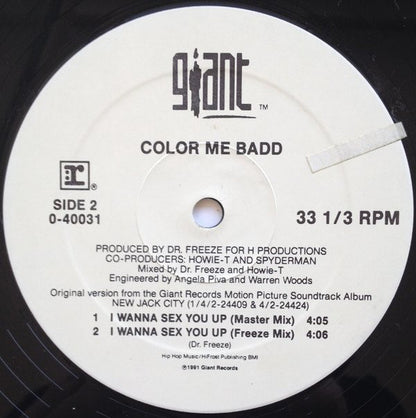 giant™
COLOR ME BADD
r®
SIDE 2
0-40031
33 1/3 RPM
PRODUCED BY DR. FREEZE FOR H PRODUCTIONS
CO-PRODUCERS: HOWIE-T AND SPYDERMAN
Mixed by Dr. Freeze and Howie-T
Engineered by Angela Piva and Warren Woods
Original version from the Giant Records Motion Picture Soundtrack Album
NEW JACK CITY (1/4/2-24409 & 4/2-24424)
1 I WANNA SEX YOU UP (Master Mix) 4:05
2 I WANNA SEX YOU UP (Freeze Mix) 4:06
(Dr. Freeze)
Hip Hop Music/Hi-Frost Publishing BMI
℗1991 Giant Records